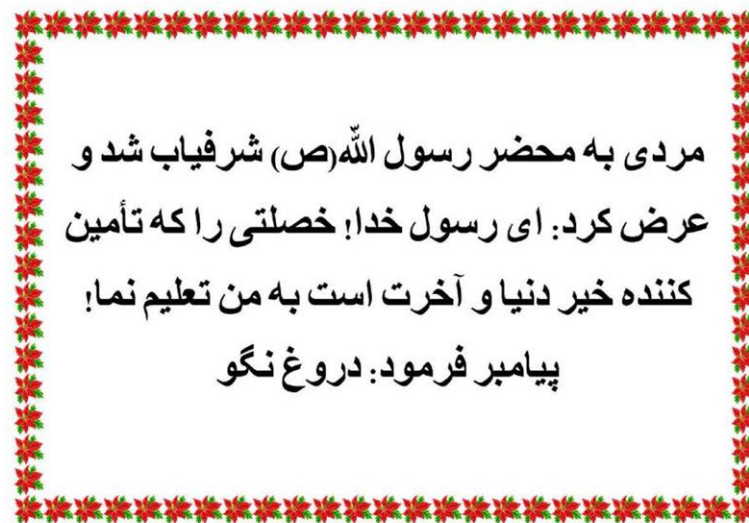 مردی به محضر رسول الله(ص) شرفیاب شد و
عرض کرد: ای رسول خدا! خصلتی را که تأمین
کننده خیر دنیا و آخرت است به من تعلیم نما!
پیامبر فرمود: دروغ نگو